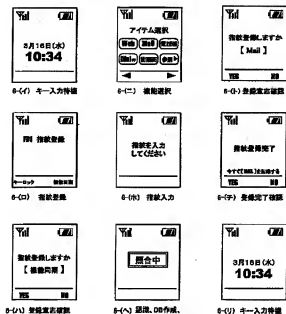 3月16日(水)
10:34
6-(イ) キー入力待機
アイテム選択
Web Mail
6-(ニ) 機能選択
指紋登録しますか
【 Mail 】
YES NO
6-(ト) 登録意志確認
指紋登録
キーロック
6-(ロ) 指紋登録
指紋を入力
してください
6-(ホ) 指紋入力
指紋登録完了
YES NO
6-(チ) 登録完了確認
指紋登録しますか
YES NO
6-(ハ) 登録意志確認
照合中
6-(ヘ) 認識、DB作成、
3月16日(水)
10:34
6-(リ) キー入力待機